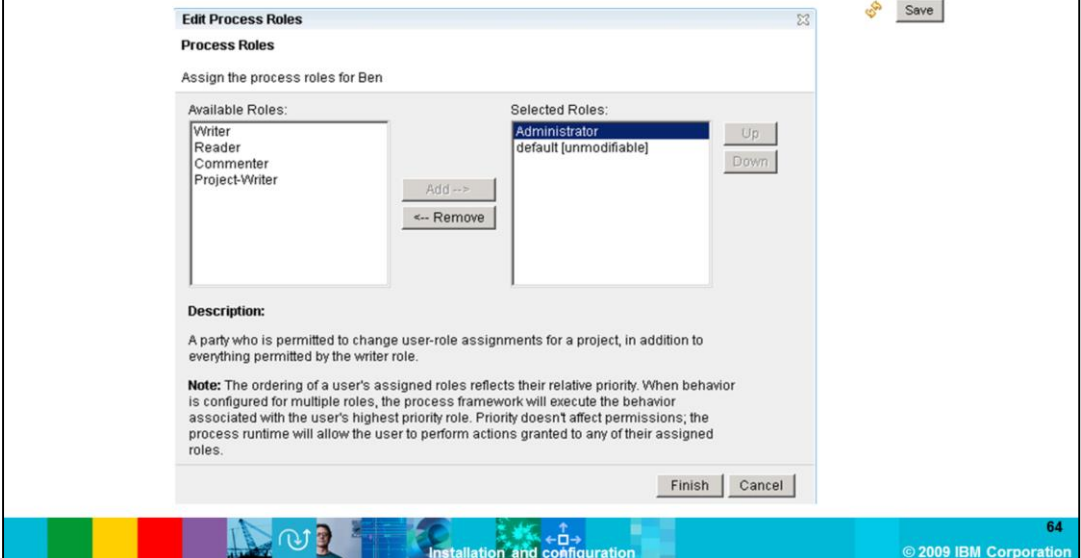 Edit Process Roles
Save
Process Roles
Assign the process roles for Ben
Available Roles:
Writer
Reader
Commenter
Project-Writer
Add -->
<-- Remove
Selected Roles:
Administrator
default [unmodifiable]
Up
Down
Description:
A party who is permitted to change user-role assignments for a project, in addition to
everything permitted by the writer role.
Note: The ordering of a user's assigned roles reflects their relative priority. When behavior
is configured for multiple roles, the process framework will execute the behavior
associated with the user's highest priority role. Priority doesn't affect permissions; the
process runtime will allow the user to perform actions granted to any of their assigned
roles.
Finish
Cancel
64
Installation and configuration
© 2009 IBM Corporation